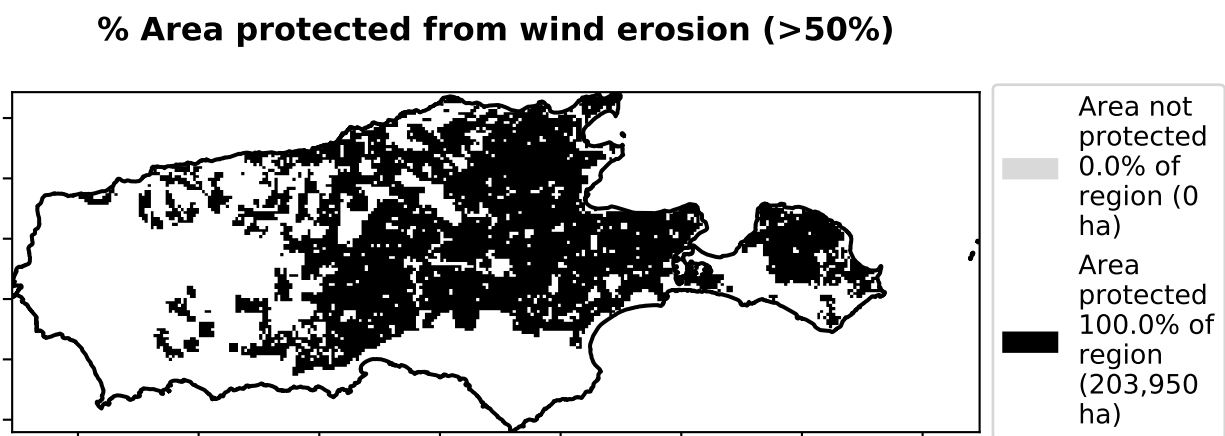 % Area protected from wind erosion (>50%)
Area not
protected
0.0% of
region (0
ha)
Area
protected
100.0% of
region
(203,950
ha)